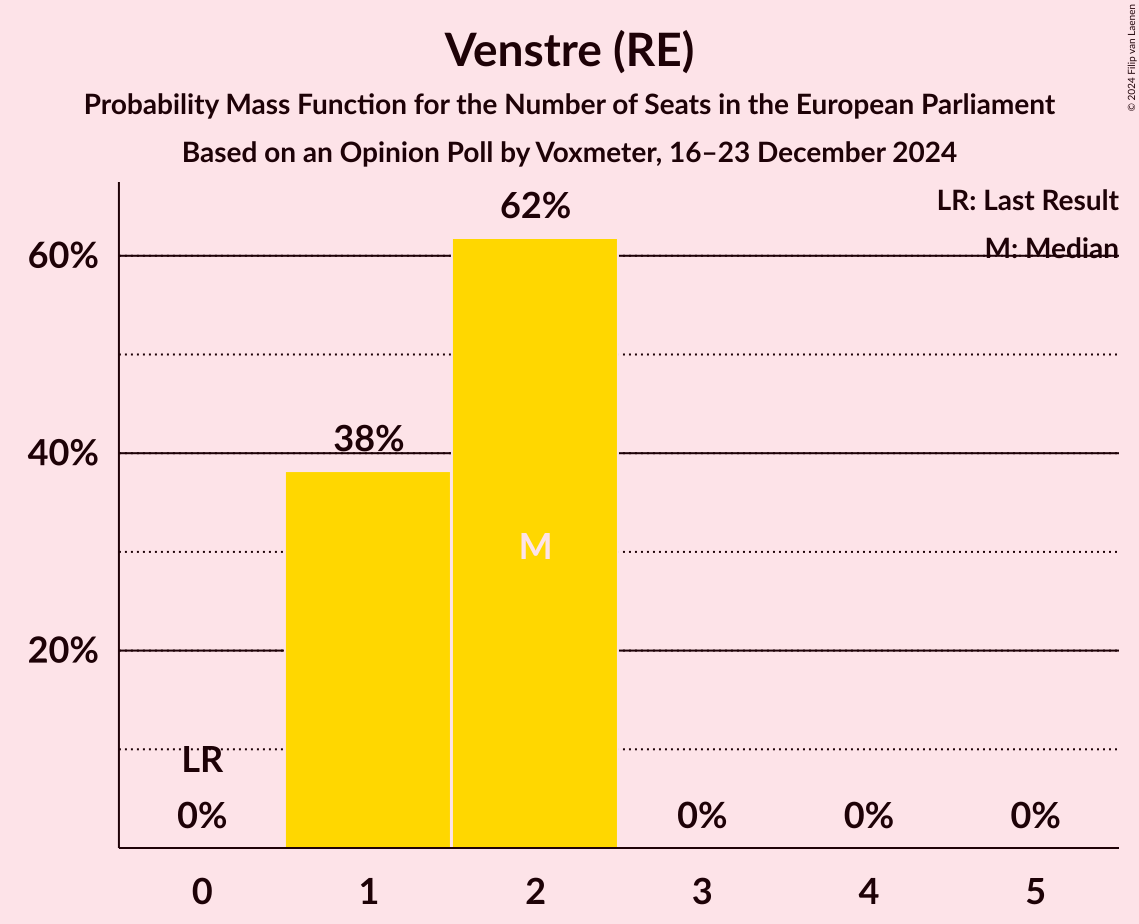 Venstre (RE)
Probability Mass Function for the Number of Seats in the European Parliament
Based on an Opinion Poll by Voxmeter, 16–23 December 2024
© 2024 Filip van Laenen
LR: Last Result
M: Median
62%
60%
38%
40%
M
20%
LR
0%
0%
0%
0%
0
1
2
3
4
5